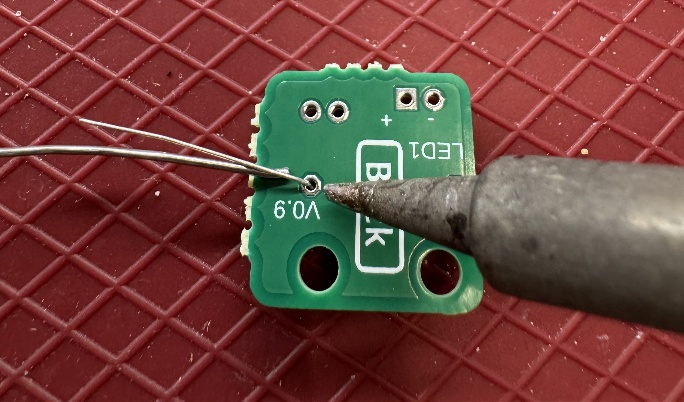 + -
LED1
V0.9